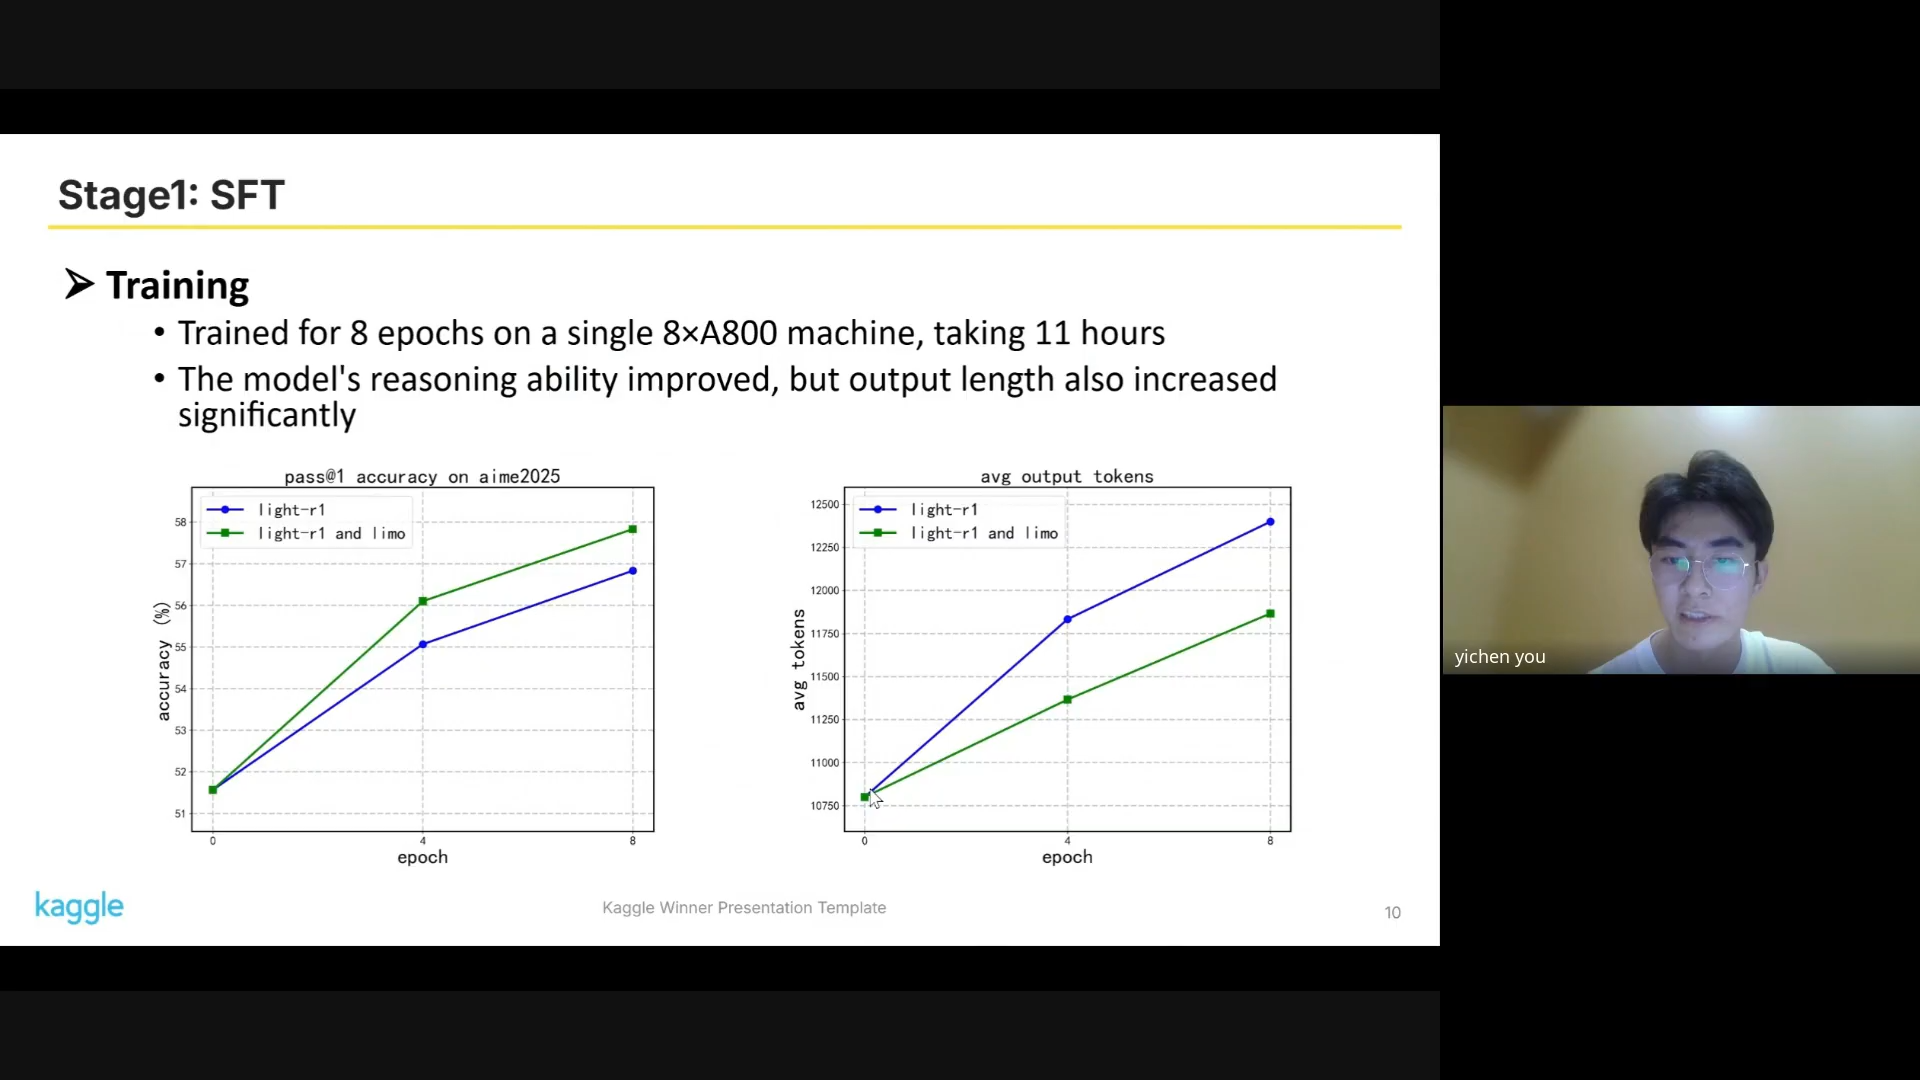 Stage1: SFT
➢ Training
• Trained for 8 epochs on a single 8×A800 machine, taking 11 hours
• The model's reasoning ability improved, but output length also increased
significantly
pass@1 accuracy on aime2025
light-r1
light-r1 and limo
58
57
56
55
54
53
52
51
accuracy (%)
0 4 8
epoch
avg output tokens
light-r1
light-r1 and limo
12500
12250
12000
11750
11500
11250
11000
10750
avg tokens
0 4 8
epoch
yichen you
kaggle
Kaggle Winner Presentation Template
10